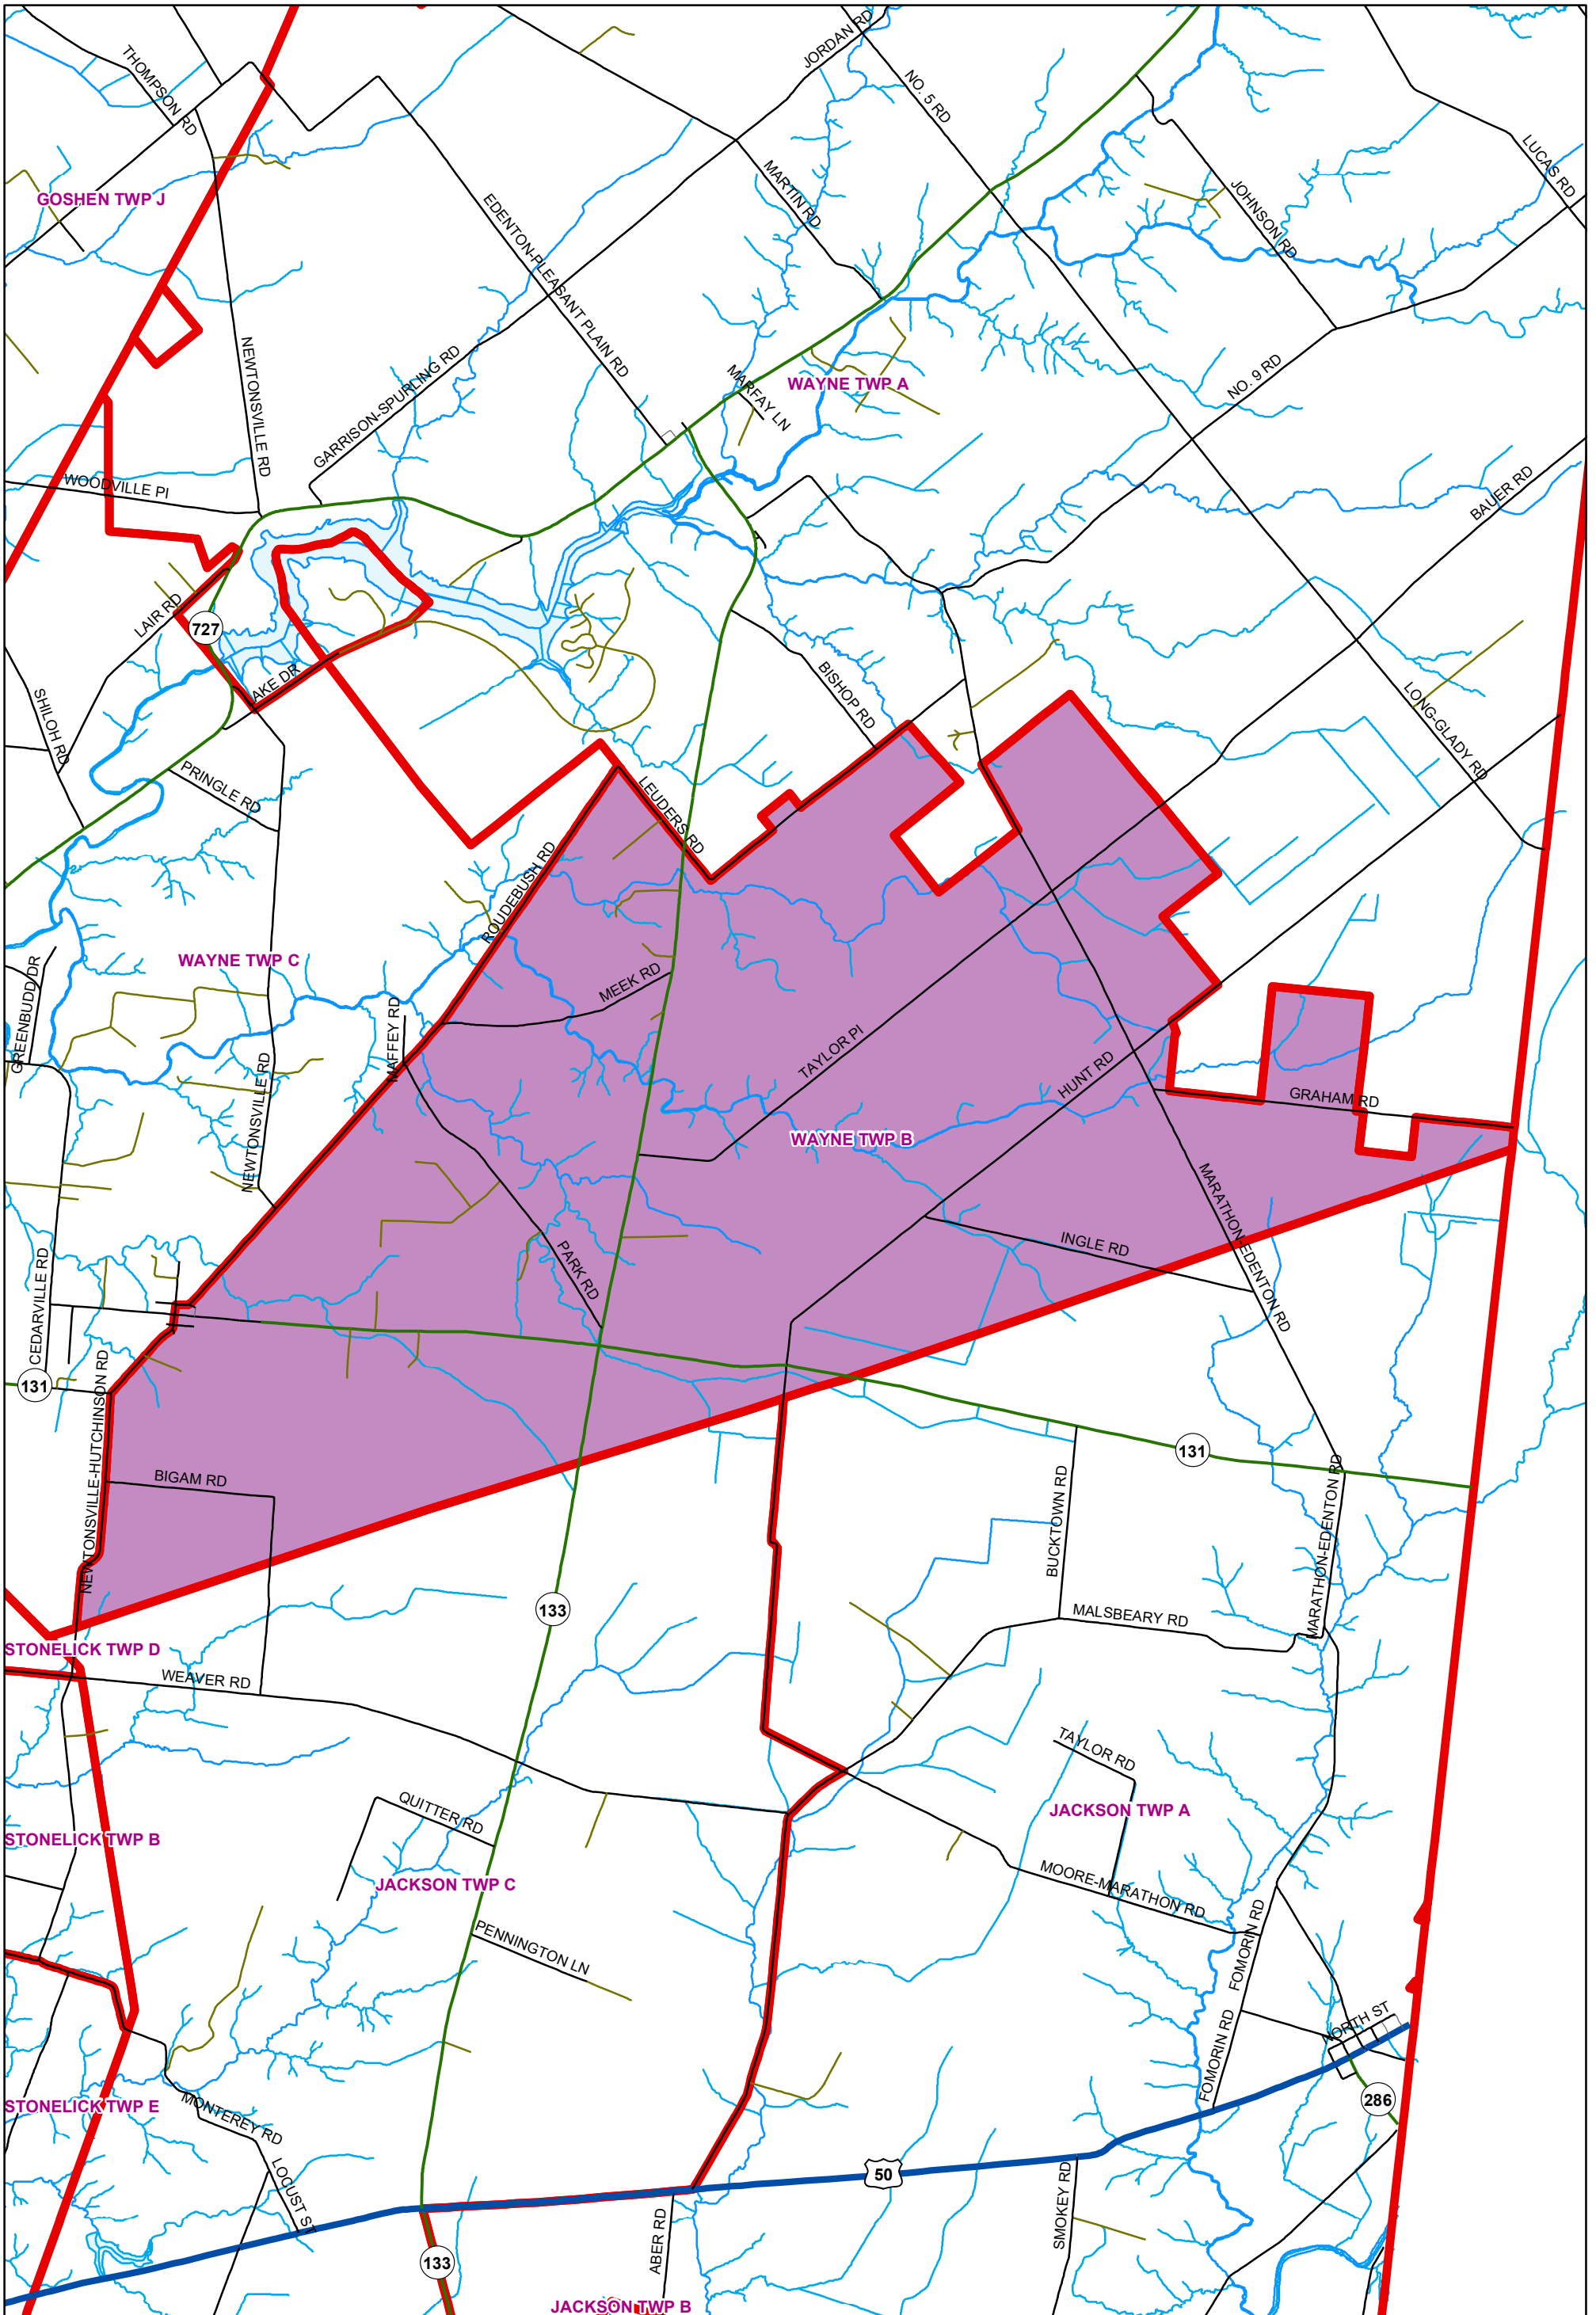 THOMPSON RD
JORDAN RD
NO. 5 RD
LUCAS RD
GOSHEN TWP J
MARTIN RD
JOHNSON RD
EDENTON-PLEASANT PLAIN RD
NEWTONSVILLE RD
GARRISON-SPURLING RD
MARFAY LN
WAYNE TWP A
NO. 9 RD
WOODVILLE PI
BAUER RD
LAIR RD
727
AKE DR
SHILOH RD
BISHOP RD
LONG-GLADY RD
PRINGLE RD
LEUDERS RD
ROUDEBUSH RD
WAYNE TWP C
MEEK RD
GREENBUDD DR
HAFFEY RD
TAYLOR PI
HUNT RD
NEWTONSVILLE RD
GRAHAM RD
WAYNE TWP B
MARATHON-EDENTON RD
PARK RD
INGLE RD
CEDARVILLE RD
131
NEWTONSVILLE-HUTCHINSON RD
131
BIGAM RD
BUCKTOWN RD
MARATHON-EDENTON RD
133
MALSBEARY RD
STONELICK TWP D
WEAVER RD
TAYLOR RD
QUITTER RD
JACKSON TWP A
STONELICK TWP B
JACKSON TWP C
MOORE-MARATHON RD
PENNINGTON LN
FOMORIN RD
FOMORIN RD
NORTH ST
286
STONELICK TWP E
MONTEREY RD
LOCUST ST
50
SMOKEY RD
ABER RD
133
JACKSON TWP B